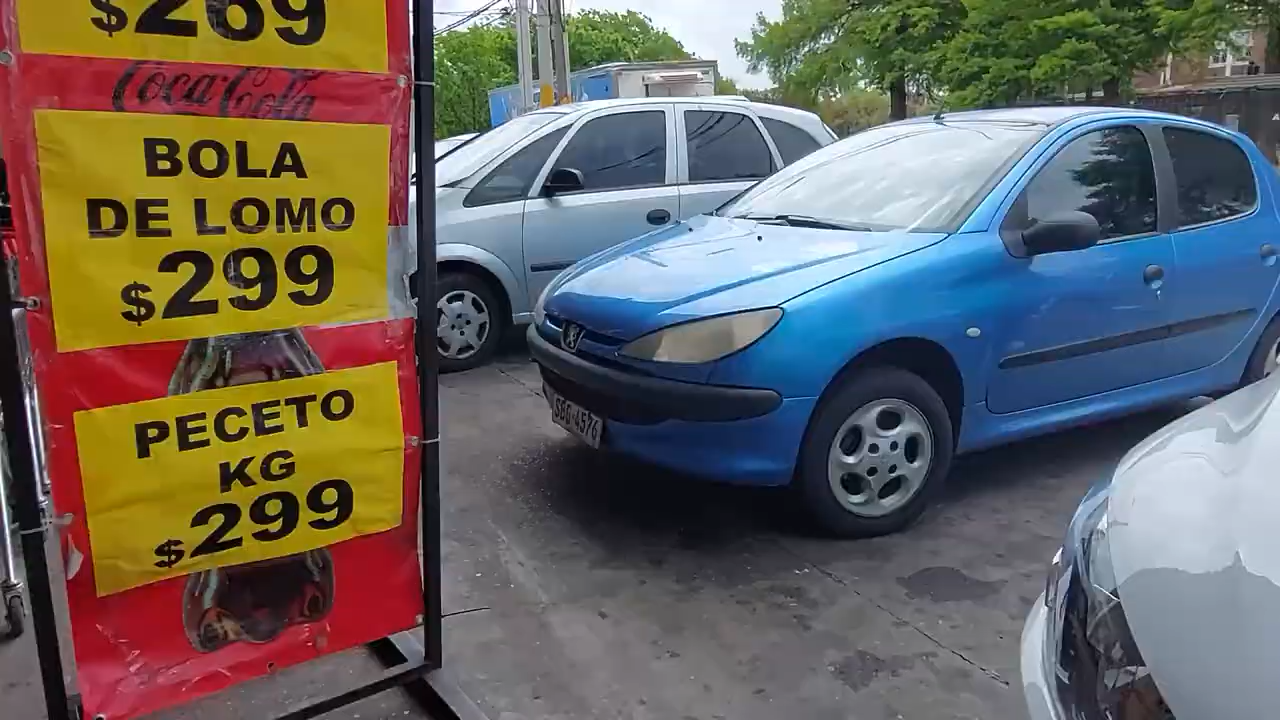 $269
Coca-Cola
BOLA
DE LOMO
$299
PECETO
KG
$299
SBG 4576